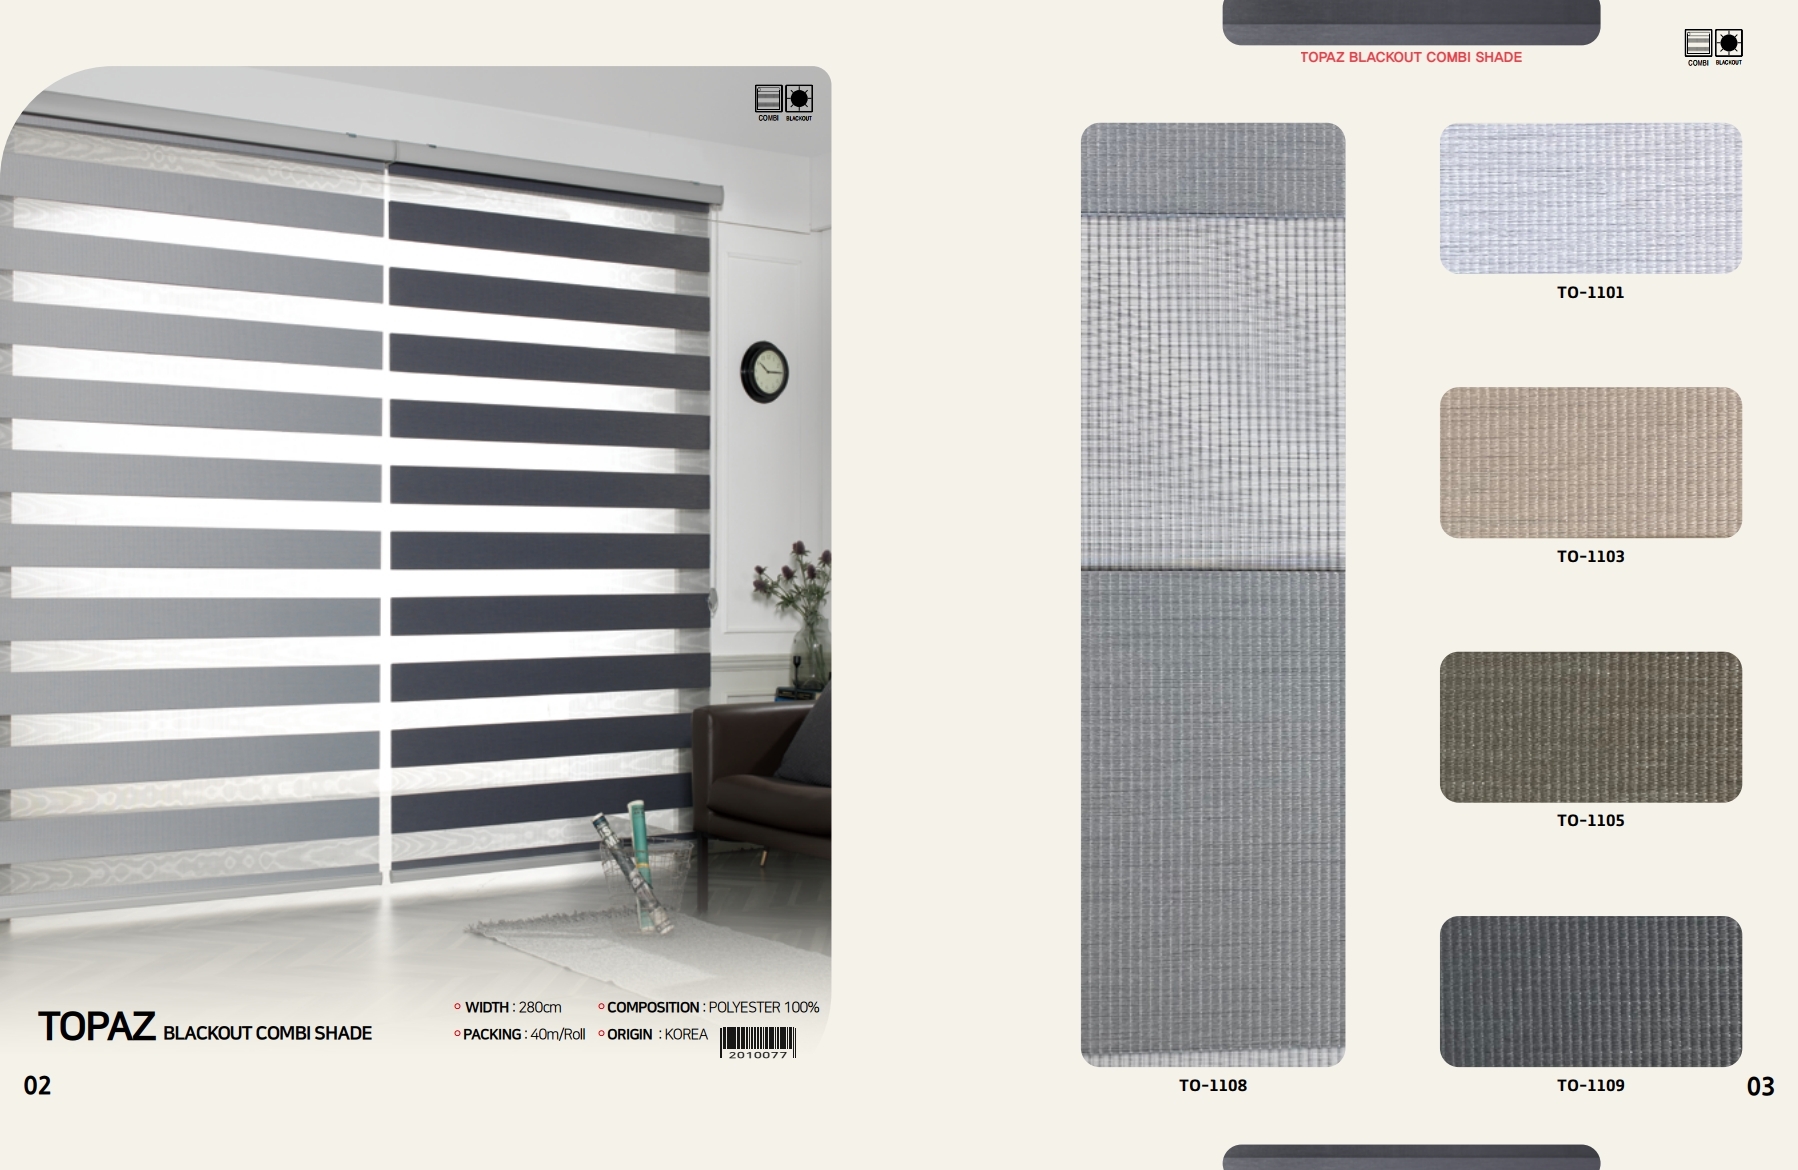 COMBI BLACKOUT
TOPAZ BLACKOUT COMBI SHADE
WIDTH : 280cm
COMPOSITION : POLYESTER 100%
PACKING : 40m/Roll
ORIGIN : KOREA
2010077
02
TOPAZ BLACKOUT COMBI SHADE
COMBI BLACKOUT
TO-1101
TO-1103
TO-1105
TO-1108
TO-1109
03